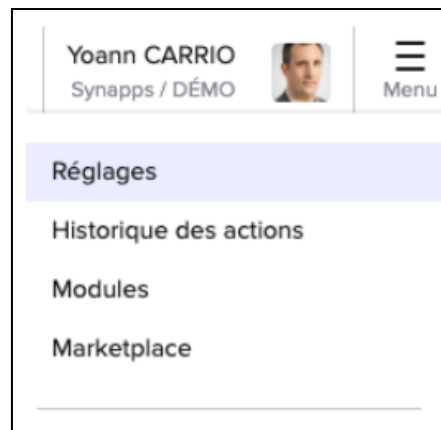 Yoann CARRIO
Synapps / DÉMO
Menu
Réglages
Historique des actions
Modules
Marketplace